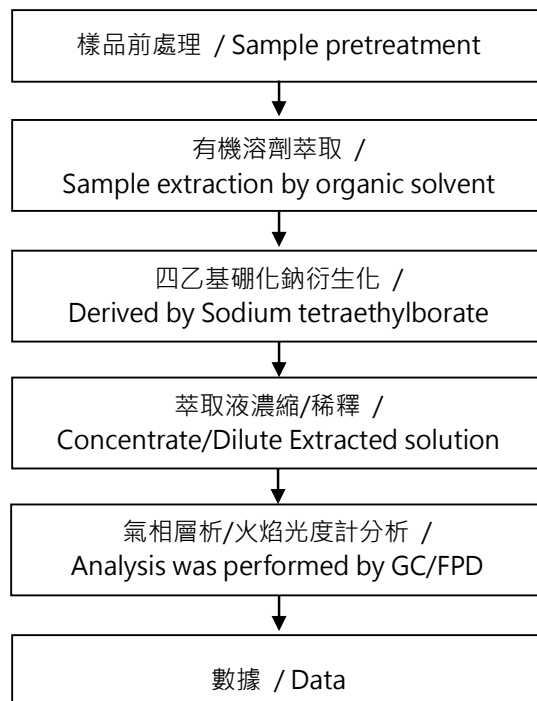 樣品前處理 / Sample pretreatment
有機溶劑萃取 /
Sample extraction by organic solvent
四乙基硼化鈉衍生化 /
Derived by Sodium tetraethylborate
萃取液濃縮/稀釋 /
Concentrate/Dilute Extracted solution
氣相層析/火焰光度計分析 /
Analysis was performed by GC/FPD
數據 / Data